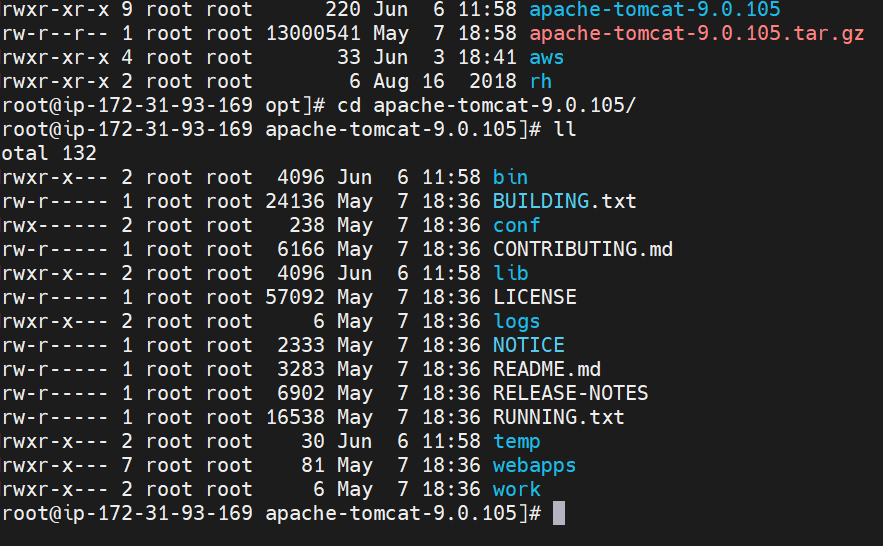 rwxr-xr-x 9 root root      220 Jun  6 11:58 apache-tomcat-9.0.105
rw-r--r-- 1 root root 13000541 May  7 18:58 apache-tomcat-9.0.105.tar.gz
rwxr-xr-x 4 root root       33 Jun  3 18:41 aws
rwxr-xr-x 2 root root        6 Aug 16  2018 rh
root@ip-172-31-93-169 opt]# cd apache-tomcat-9.0.105/
root@ip-172-31-93-169 apache-tomcat-9.0.105]# ll
otal 132
rwxr-x--- 2 root root  4096 Jun  6 11:58 bin
rw-r----- 1 root root 24136 May  7 18:36 BUILDING.txt
rwx------ 2 root root   238 May  7 18:36 conf
rw-r----- 1 root root  6166 May  7 18:36 CONTRIBUTING.md
rwxr-x--- 2 root root  4096 Jun  6 11:58 lib
rw-r----- 1 root root 57092 May  7 18:36 LICENSE
rwxr-x--- 2 root root     6 May  7 18:36 logs
rw-r----- 1 root root  2333 May  7 18:36 NOTICE
rw-r----- 1 root root  3283 May  7 18:36 README.md
rw-r----- 1 root root  6902 May  7 18:36 RELEASE-NOTES
rw-r----- 1 root root 16538 May  7 18:36 RUNNING.txt
rwxr-x--- 2 root root    30 Jun  6 11:58 temp
rwxr-x--- 7 root root    81 May  7 18:36 webapps
rwxr-x--- 2 root root     6 May  7 18:36 work
root@ip-172-31-93-169 apache-tomcat-9.0.105]#